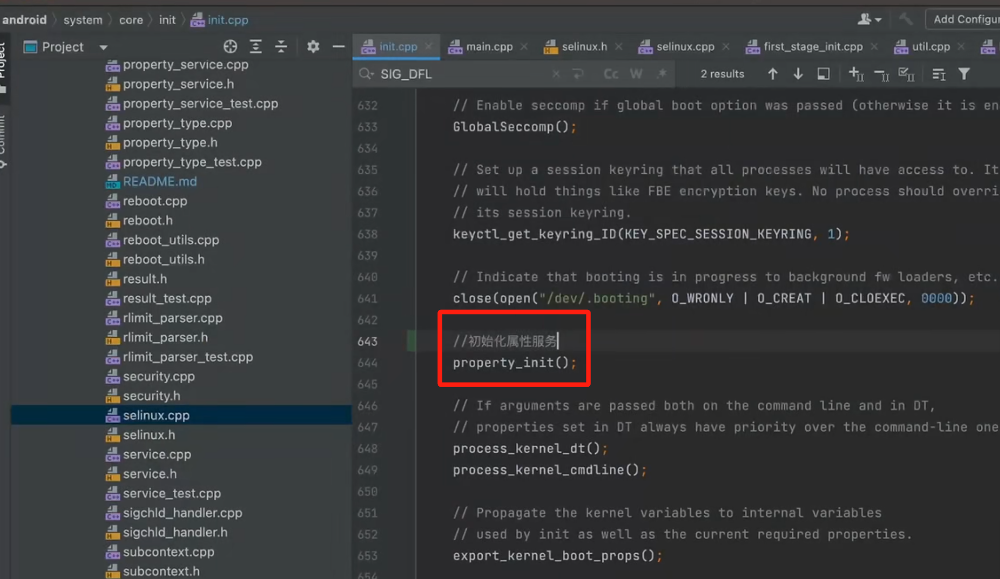 android
system
core
init
init.cpp
Add Configur
Project
Project
Commit
init.cpp
main.cpp
selinux.h
selinux.cpp
first_stage_init.cpp
util.cpp
SIG_DFL
Cc
W
.*
2 results
property_service.cpp
property_service.h
property_service_test.cpp
property_type.cpp
property_type.h
property_type_test.cpp
README.md
reboot.cpp
reboot.h
reboot_utils.cpp
reboot_utils.h
result.h
result_test.cpp
rlimit_parser.cpp
rlimit_parser.h
rlimit_parser_test.cpp
security.cpp
security.h
selinux.cpp
selinux.h
service.cpp
service.h
service_test.cpp
sigchld_handler.cpp
sigchld_handler.h
subcontext.cpp
subcontext.h
632 // Enable seccomp if global boot option was passed (otherwise it is en
633 GlobalSeccomp();
634
635 // Set up a session keyring that all processes will have access to. It
636 // will hold things like FBE encryption keys. No process should overri
637 // its session keyring.
638 keyctl_get_keyring_ID(KEY_SPEC_SESSION_KEYRING, 1);
639
640 // Indicate that booting is in progress to background fw loaders, etc.
641 close(open("/dev/.booting", O_WRONLY | O_CREAT | O_CLOEXEC, 0000));
642
643 //初始化属性服务
644 property_init();
645
646 // If arguments are passed both on the command line and in DT,
647 // properties set in DT always have priority over the command-line one
648 process_kernel_dt();
649 process_kernel_cmdline();
650
651 // Propagate the kernel variables to internal variables
652 // used by init as well as the current required properties.
653 export_kernel_boot_props();
654